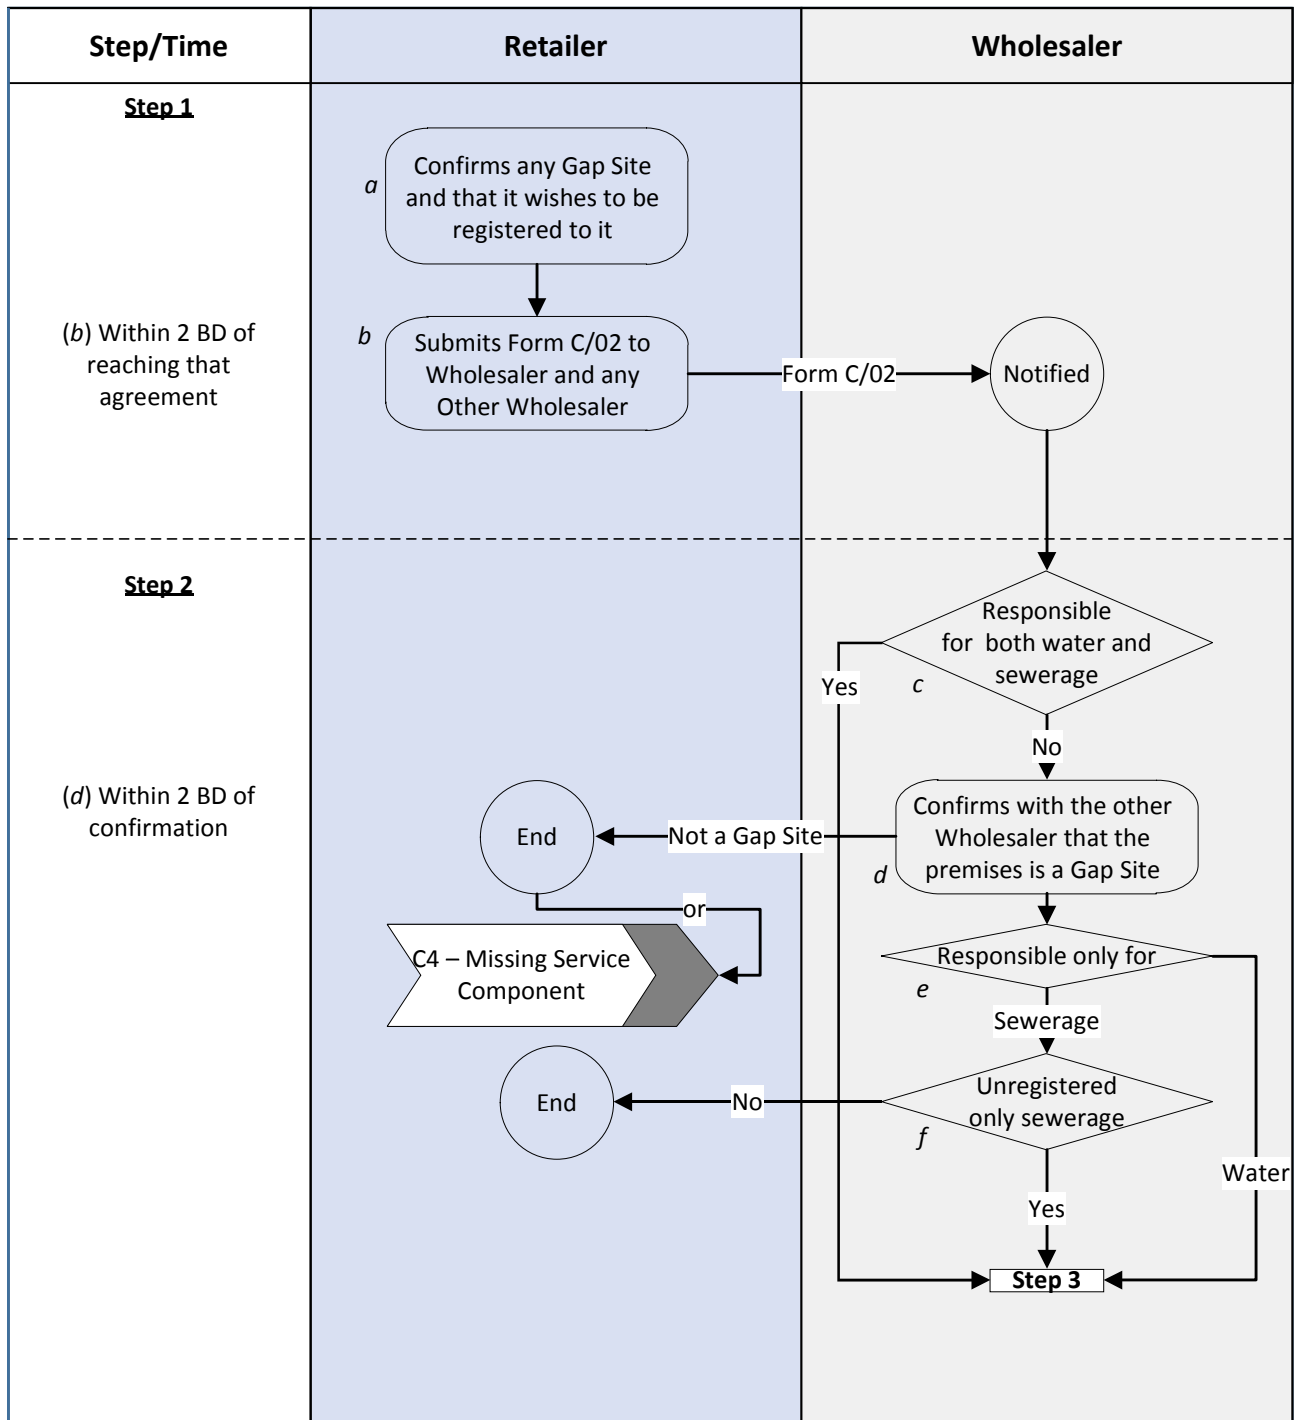 Step/Time
Retailer
Wholesaler
Step 1
a
Confirms any Gap Site
and that it wishes to be
registered to it
(b) Within 2 BD of
reaching that
agreement
b
Submits Form C/02 to
Wholesaler and any
Other Wholesaler
Form C/02
Notified
Step 2
Responsible
for both water and
sewerage
c
Yes
No
(d) Within 2 BD of
confirmation
Confirms with the other
Wholesaler that the
premises is a Gap Site
d
Not a Gap Site
End
or
C4 – Missing Service
Component
Responsible only for
e
Sewerage
Water
Unregistered
only sewerage
f
No
End
Yes
Step 3